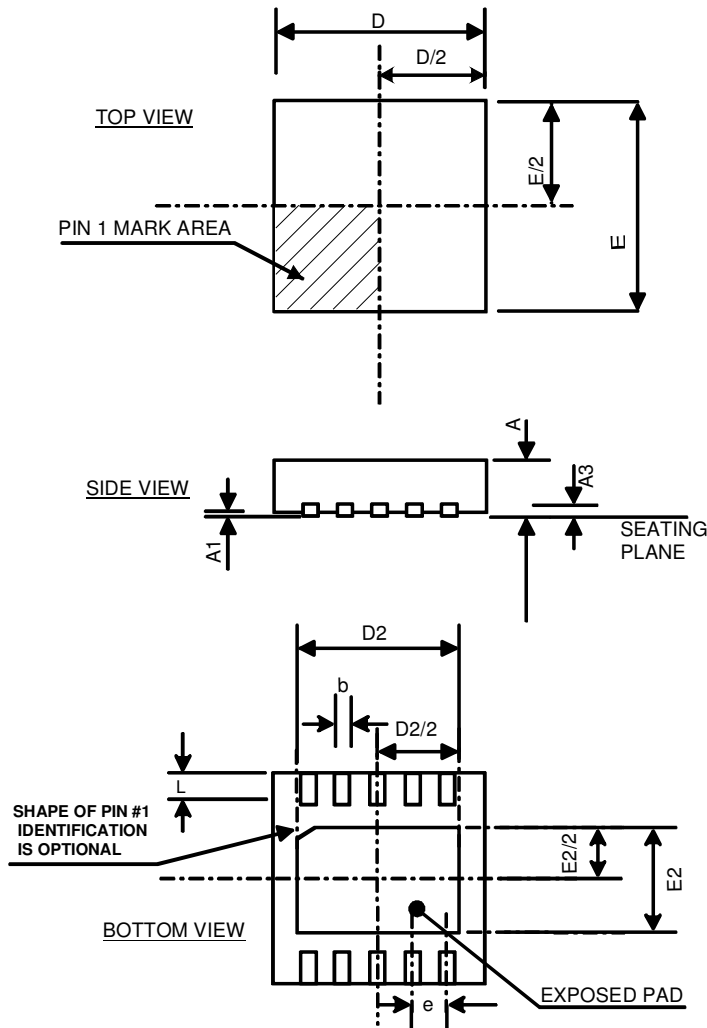 D
D/2
TOP VIEW
E/2
E
PIN 1 MARK AREA
A
A3
SIDE VIEW
A1
SEATING
PLANE
D2
b
D2/2
L
SHAPE OF PIN #1
IDENTIFICATION
IS OPTIONAL
E2/2
E2
BOTTOM VIEW
e
EXPOSED PAD